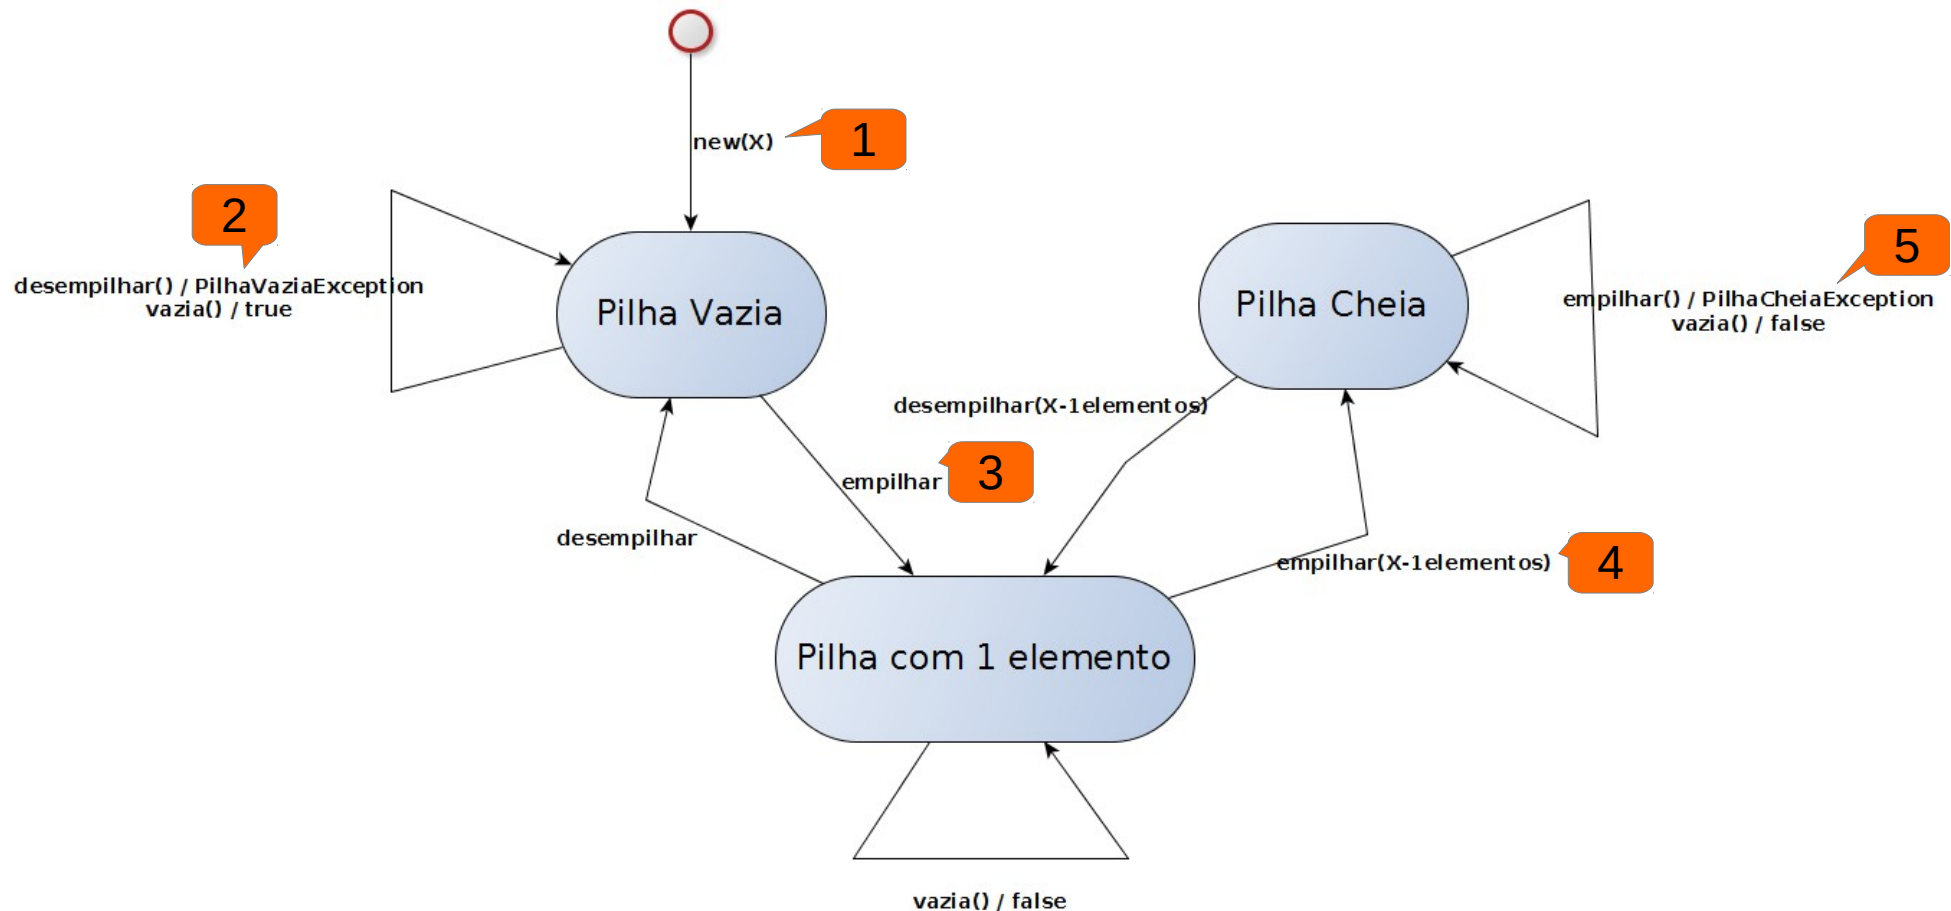 new(X)
1
2
desempilhar() / PilhaVaziaException
vazia() / true
Pilha Vazia
Pilha Cheia
5
empilhar() / PilhaCheiaException
vazia() / false
desempilhar(X-1elementos)
empilhar
3
desempilhar
empilhar(X-1elementos)
4
Pilha com 1 elemento
vazia() / false